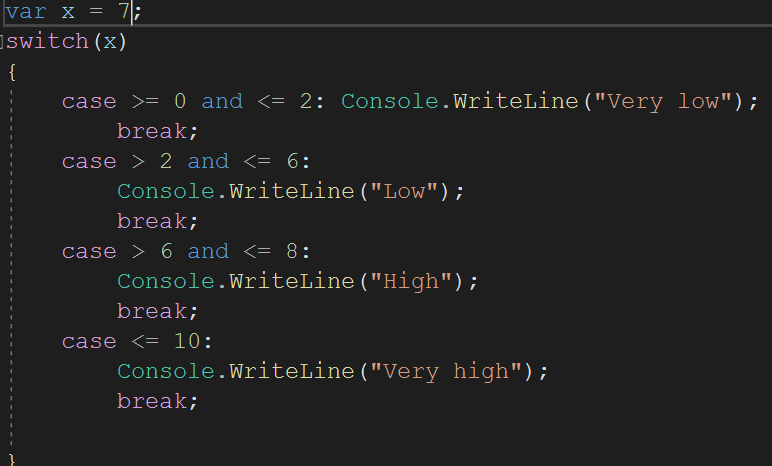 var x = 7;
switch(x)
{
    case >= 0 and <= 2: Console.WriteLine("Very low");
        break;
    case > 2 and <= 6:
        Console.WriteLine("Low");
        break;
    case > 6 and <= 8:
        Console.WriteLine("High");
        break;
    case <= 10:
        Console.WriteLine("Very high");
        break;
}